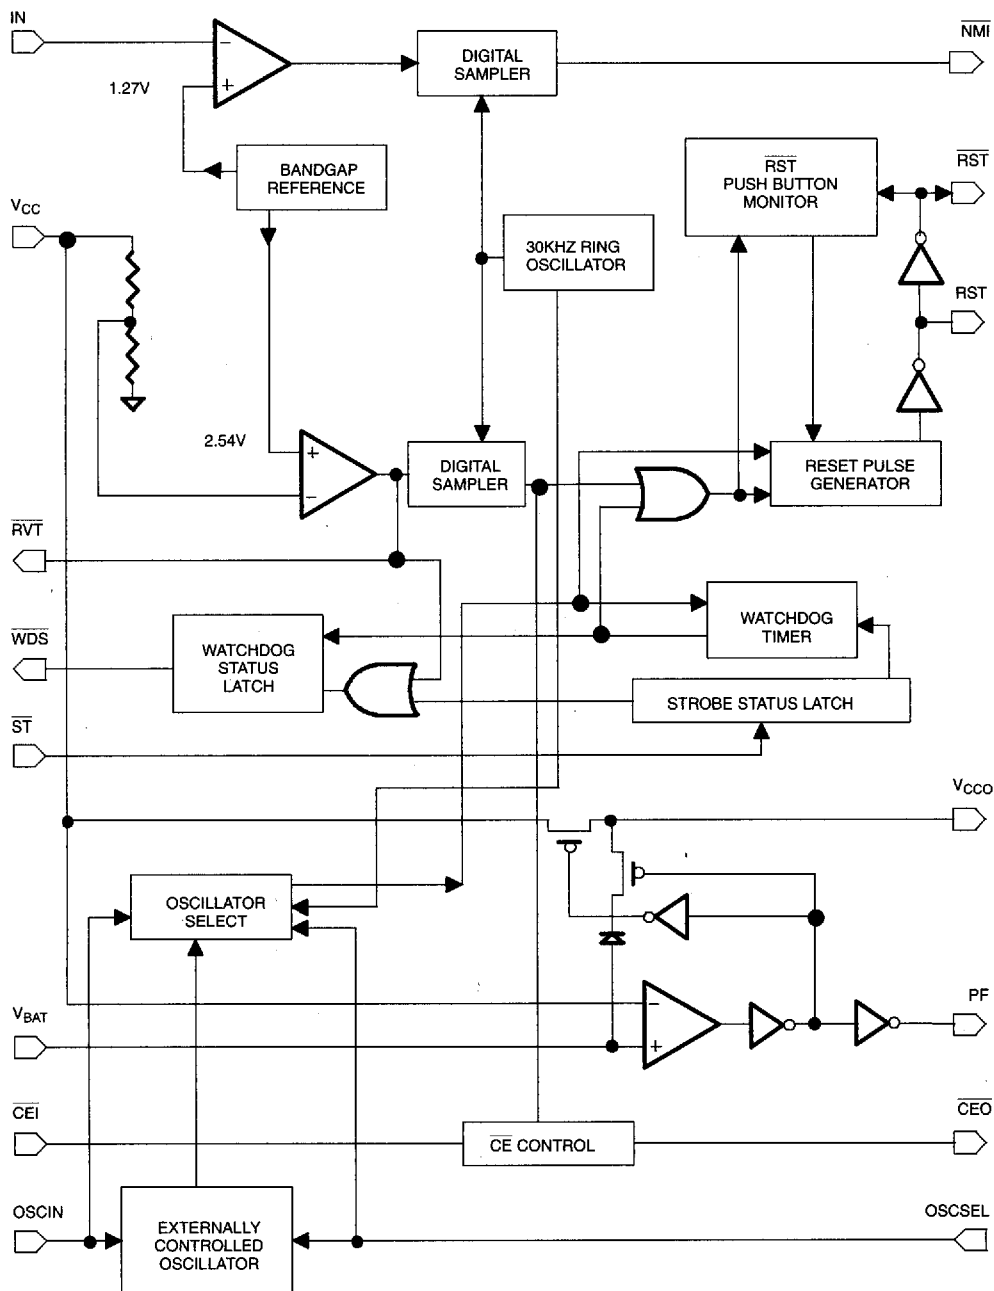 IN
NMI
DIGITAL
SAMPLER
−
+
1.27V
BANDGAP
REFERENCE
RST
PUSH BUTTON
MONITOR
RST
VCC
30KHZ RING
OSCILLATOR
RST
2.54V
+
−
DIGITAL
SAMPLER
RESET PULSE
GENERATOR
RVT
WATCHDOG
TIMER
WDS
WATCHDOG
STATUS
LATCH
STROBE STATUS LATCH
ST
VCCO
OSCILLATOR
SELECT
VBAT
−
+
PF
CEI
CE CONTROL
CEO
OSCIN
EXTERNALLY
CONTROLLED
OSCILLATOR
OSCSEL